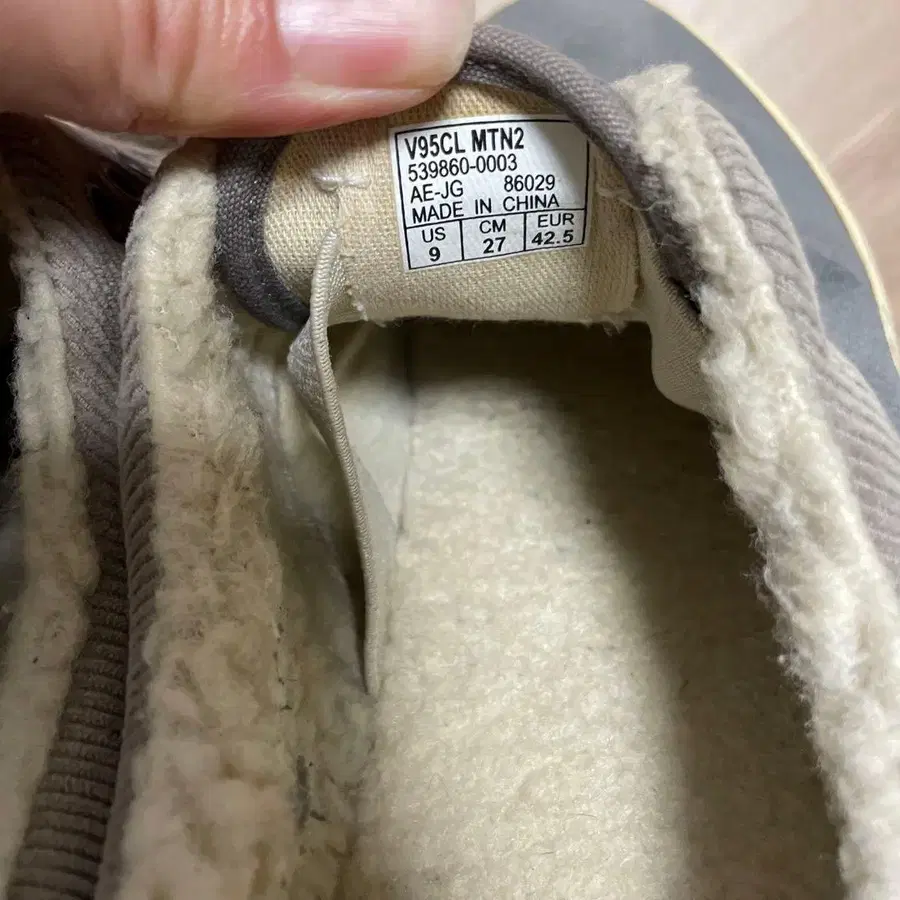 V95CL MTN2
539860-0003
AE-JG 86029
MADE IN CHINA
US CM EUR
9 27 42.5